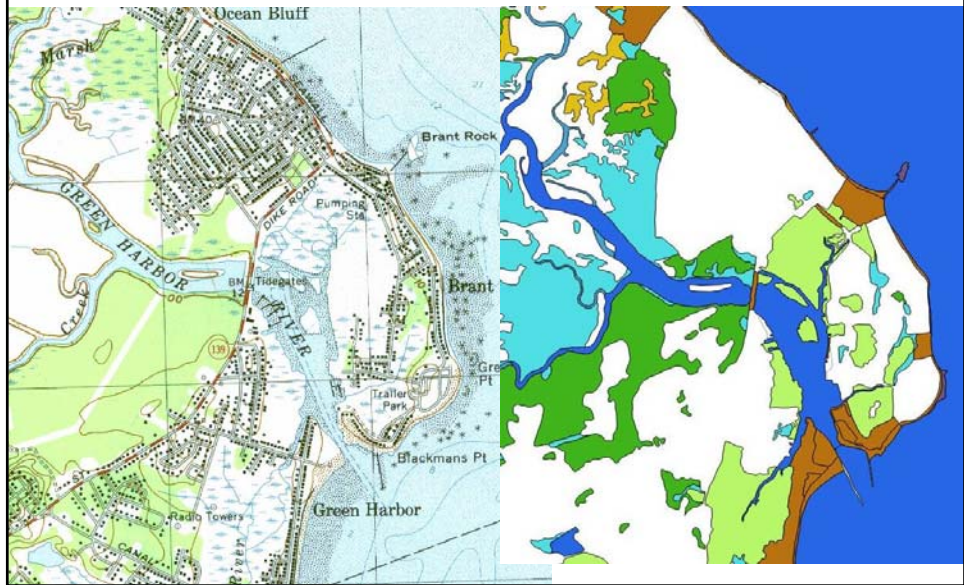 Ocean Bluff
Marsh
Brant Rock
DIKE ROAD
Pumping Sta
GREEN HARBOR
RIVER
BM
Tidegates
12
Creek
Brant
139
Gre
Pt
Trailer
Park
Blackmans Pt
Green Harbor
Radio Towers
CANAL
River